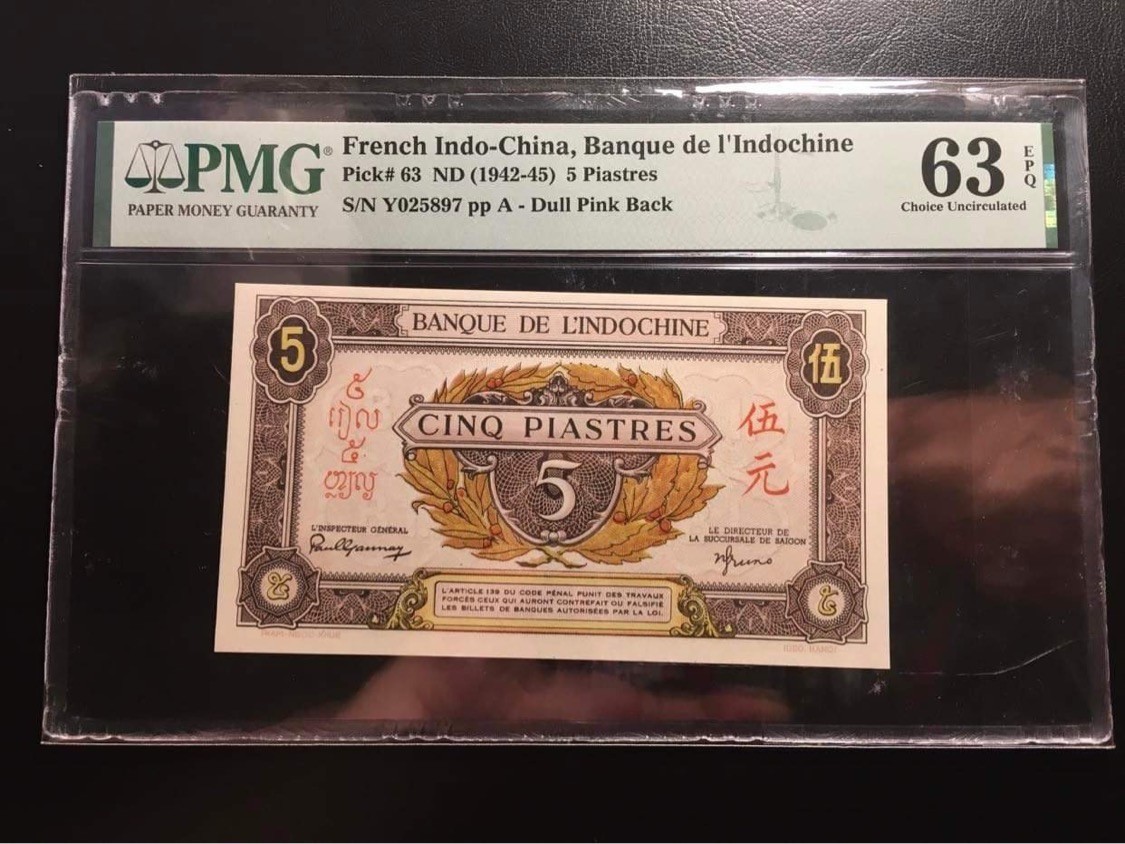 PMG®
PAPER MONEY GUARANTY
French Indo-China, Banque de l'Indochine
Pick# 63 ND (1942-45) 5 Piastres
S/N Y025897 pp A - Dull Pink Back
63
EPQ
Choice Uncirculated
BANQUE DE L'INDOCHINE
5
伍
៥
រៀល
CINQ PIASTRES
5
伍
元
L'INSPECTEUR GÉNÉRAL
LE DIRECTEUR DE
LA SUCCURSALE DE SAIGON
L'ARTICLE 139 DU CODE PÉNAL PUNIT DES TRAVAUX
FORCÉS CEUX QUI AURONT CONTREFAIT OU FALSIFIÉ
LES BILLETS DE BANQUES AUTORISÉES PAR LA LOI.